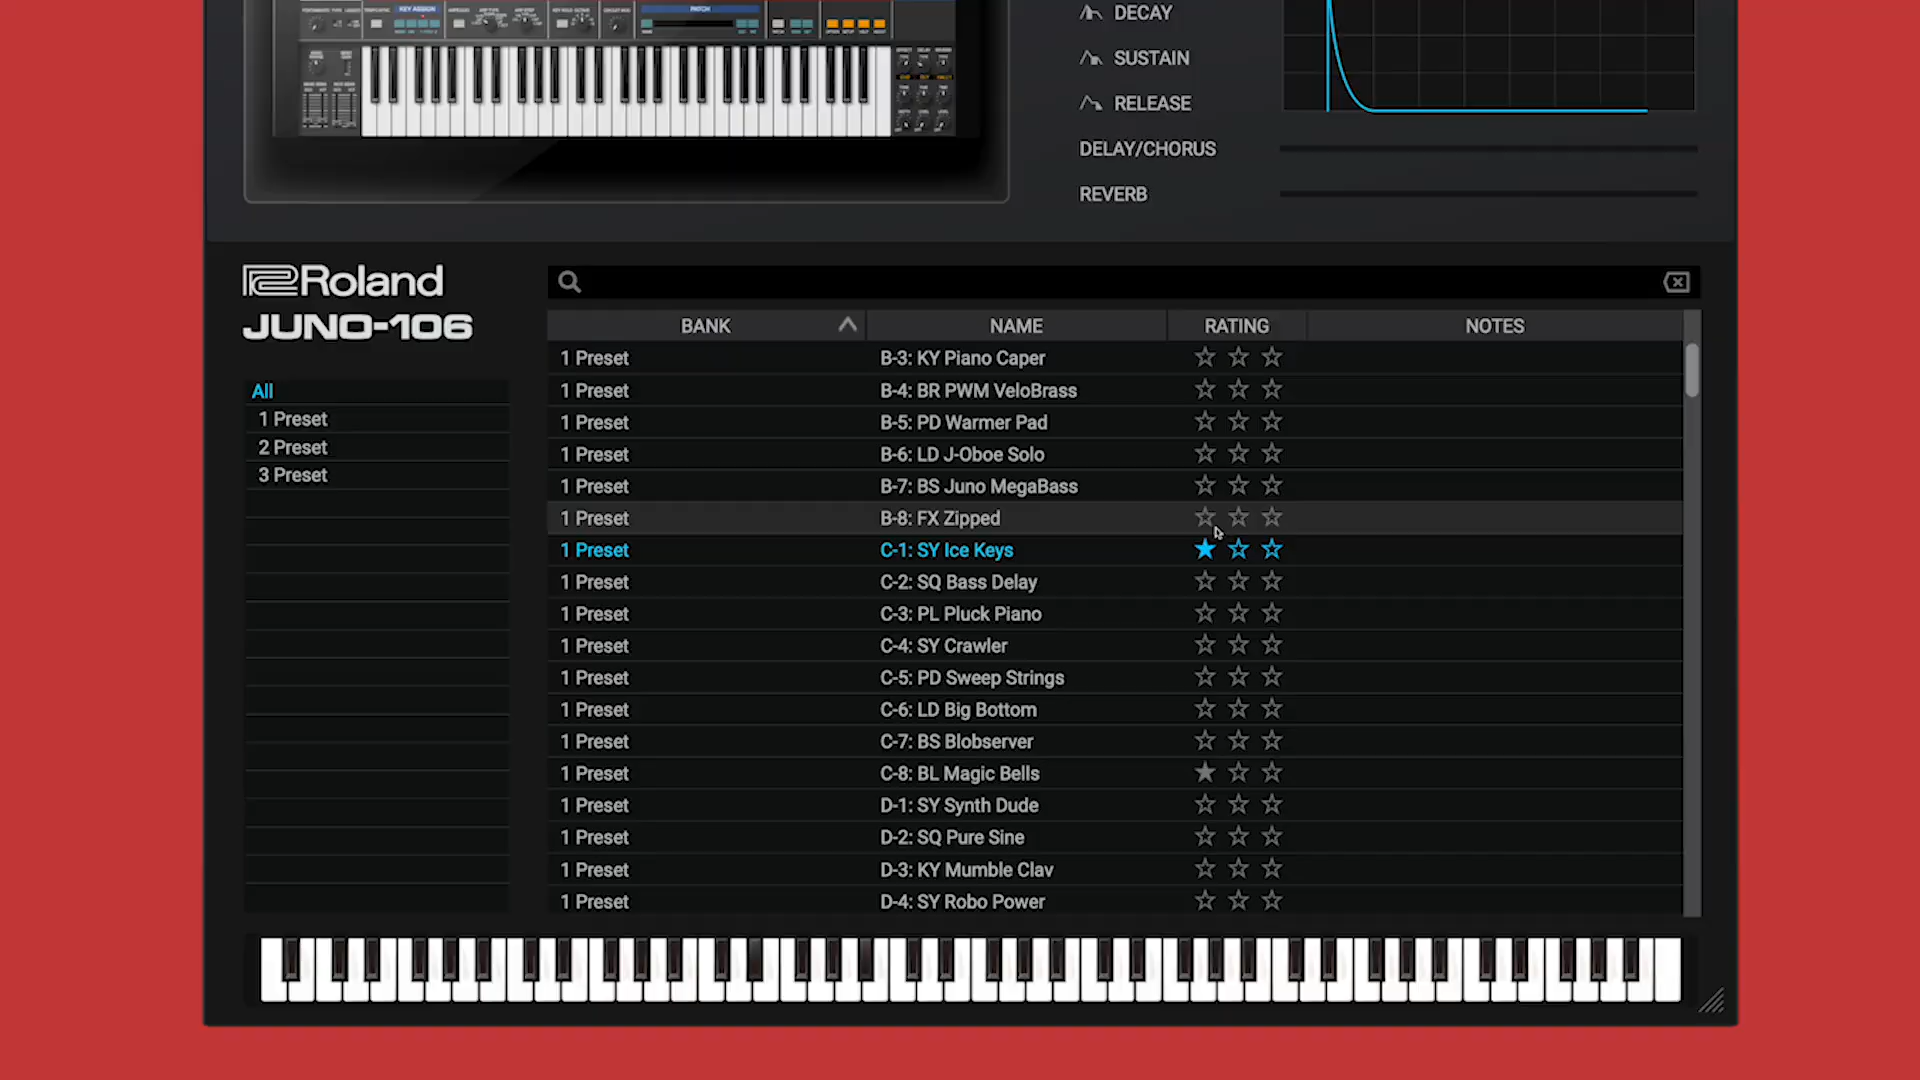 KEY ASSIGN
PATCH
DECAY
SUSTAIN
RELEASE
DELAY/CHORUS
REVERB
Roland
JUNO-106
All
1 Preset
2 Preset
3 Preset
BANK NAME RATING NOTES
1 Preset B-3: KY Piano Caper
1 Preset B-4: BR PWM VeloBrass
1 Preset B-5: PD Warmer Pad
1 Preset B-6: LD J-Oboe Solo
1 Preset B-7: BS Juno MegaBass
1 Preset B-8: FX Zipped
1 Preset C-1: SY Ice Keys
1 Preset C-2: SQ Bass Delay
1 Preset C-3: PL Pluck Piano
1 Preset C-4: SY Crawler
1 Preset C-5: PD Sweep Strings
1 Preset C-6: LD Big Bottom
1 Preset C-7: BS Blobserver
1 Preset C-8: BL Magic Bells
1 Preset D-1: SY Synth Dude
1 Preset D-2: SQ Pure Sine
1 Preset D-3: KY Mumble Clav
1 Preset D-4: SY Robo Power